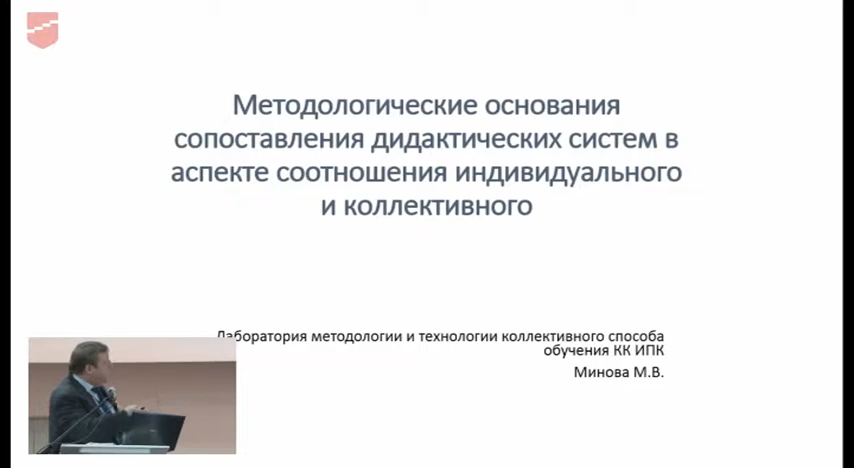 Методологические основания
сопоставления дидактических систем в
аспекте соотношения индивидуального
и коллективного
Лаборатория методологии и технологии коллективного способа
обучения КК ИПК
Минова М.В.